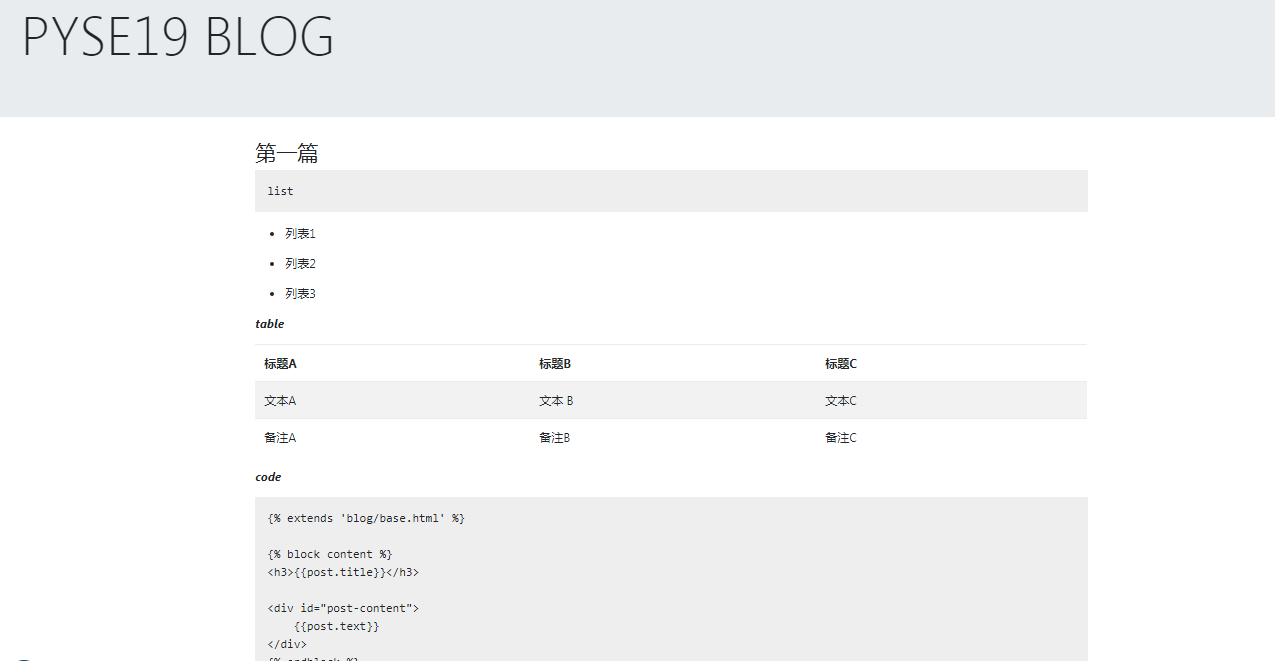 PYSE19 BLOG
第一篇
list
列表1
列表2
列表3
table
标题A 标题B 标题C
文本A 文本 B 文本C
备注A 备注B 备注C
code
{% extends 'blog/base.html' %}
{% block content %}
<h3>{{post.title}}</h3>
<div id="post-content">
{{post.text}}
</div>
{% endblock %}